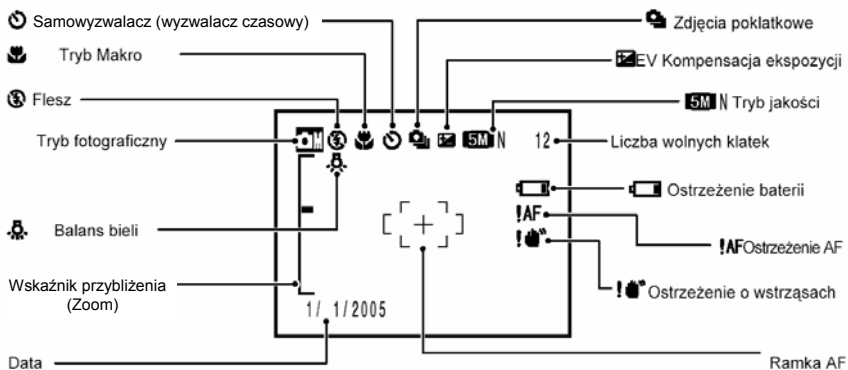 Samowyzwalacz (wyzwalacz czasowy)
Zdjęcia poklatkowe
Tryb Makro
EV Kompensacja ekspozycji
Flesz
5M N Tryb jakości
Tryb fotograficzny
M
5M N
12
Liczba wolnych klatek
Ostrzeżenie baterii
!AF
Balans bieli
!AF Ostrzeżenie AF
!
Wskaźnik przybliżenia
(Zoom)
! Ostrzeżenie o wstrząsach
1/ 1/2005
Data
Ramka AF